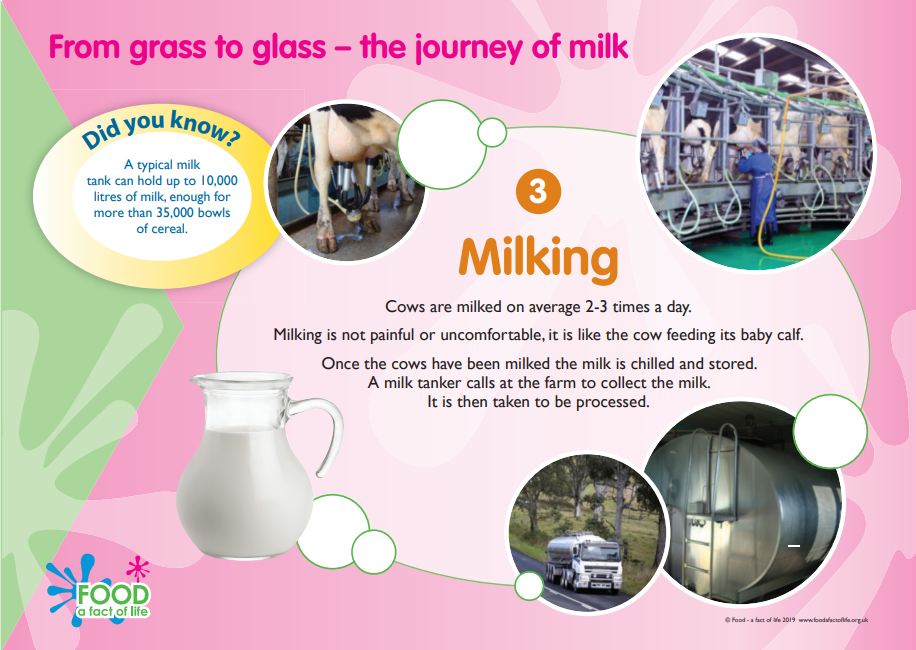 From grass to glass – the journey of milk
Did you know?
A typical milk
tank can hold up to 10,000
litres of milk, enough for
more than 35,000 bowls
of cereal.
3
Milking
Cows are milked on average 2-3 times a day.
Milking is not painful or uncomfortable, it is like the cow feeding its baby calf.
Once the cows have been milked the milk is chilled and stored.
A milk tanker calls at the farm to collect the milk.
It is then taken to be processed.
FOOD
a fact of life
© Food - a fact of life 2019 www.foodafactoflife.org.uk